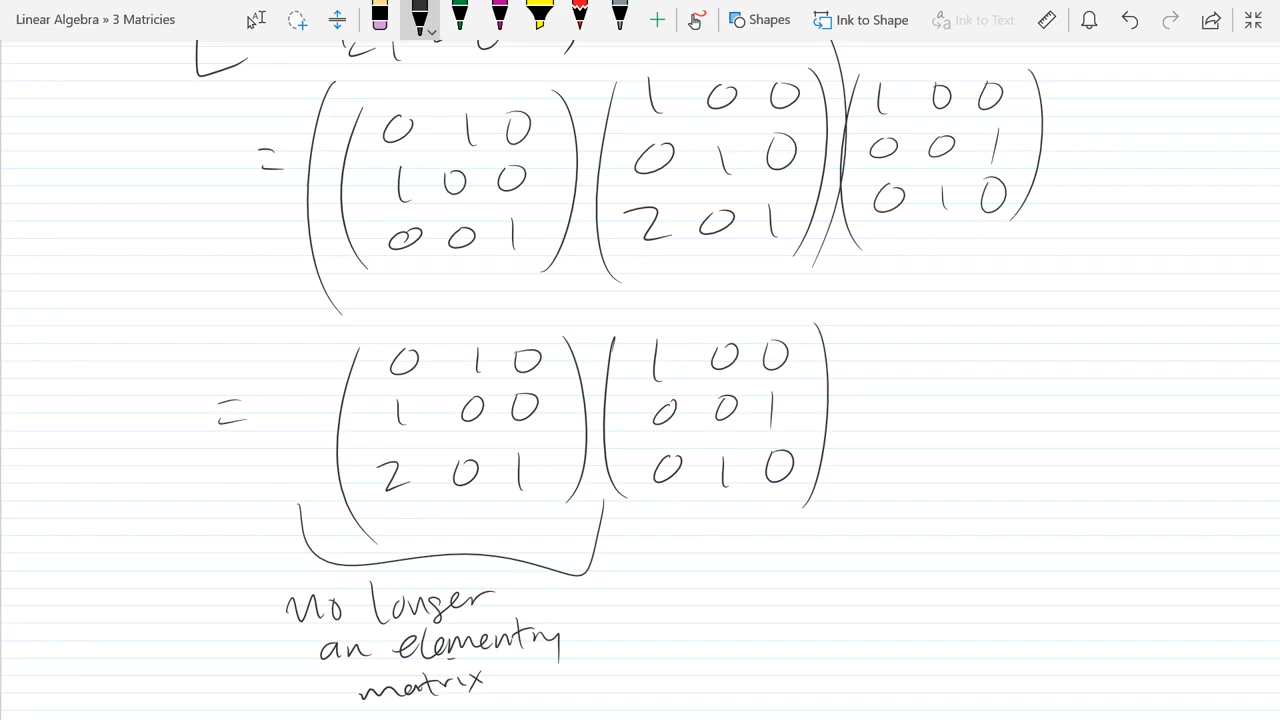 Linear Algebra » 3 Matricies
Shapes
Ink to Shape
Ink to Text
0 1 0 1 0 0 1 0 0
= 1 0 0 0 1 0 0 0 1
0 0 1 2 0 1 0 1 0
0 1 0 1 0 0
= 1 0 0 0 0 1
2 0 1 0 1 0
No longer
an elementry
matrix